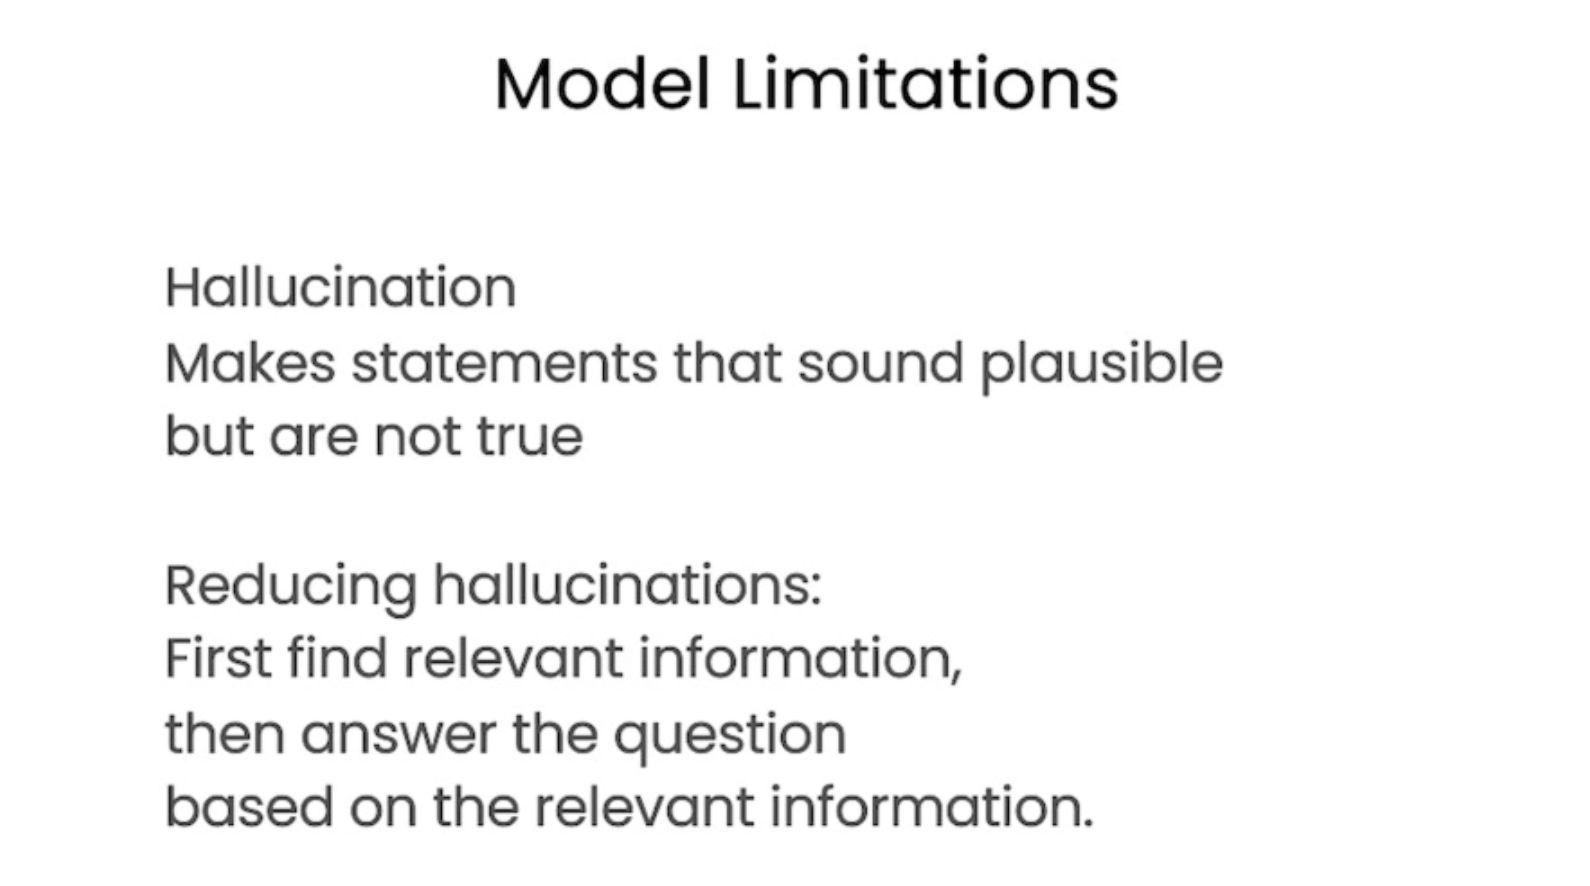 Model Limitations
Hallucination
Makes statements that sound plausible
but are not true
Reducing hallucinations:
First find relevant information,
then answer the question
based on the relevant information.